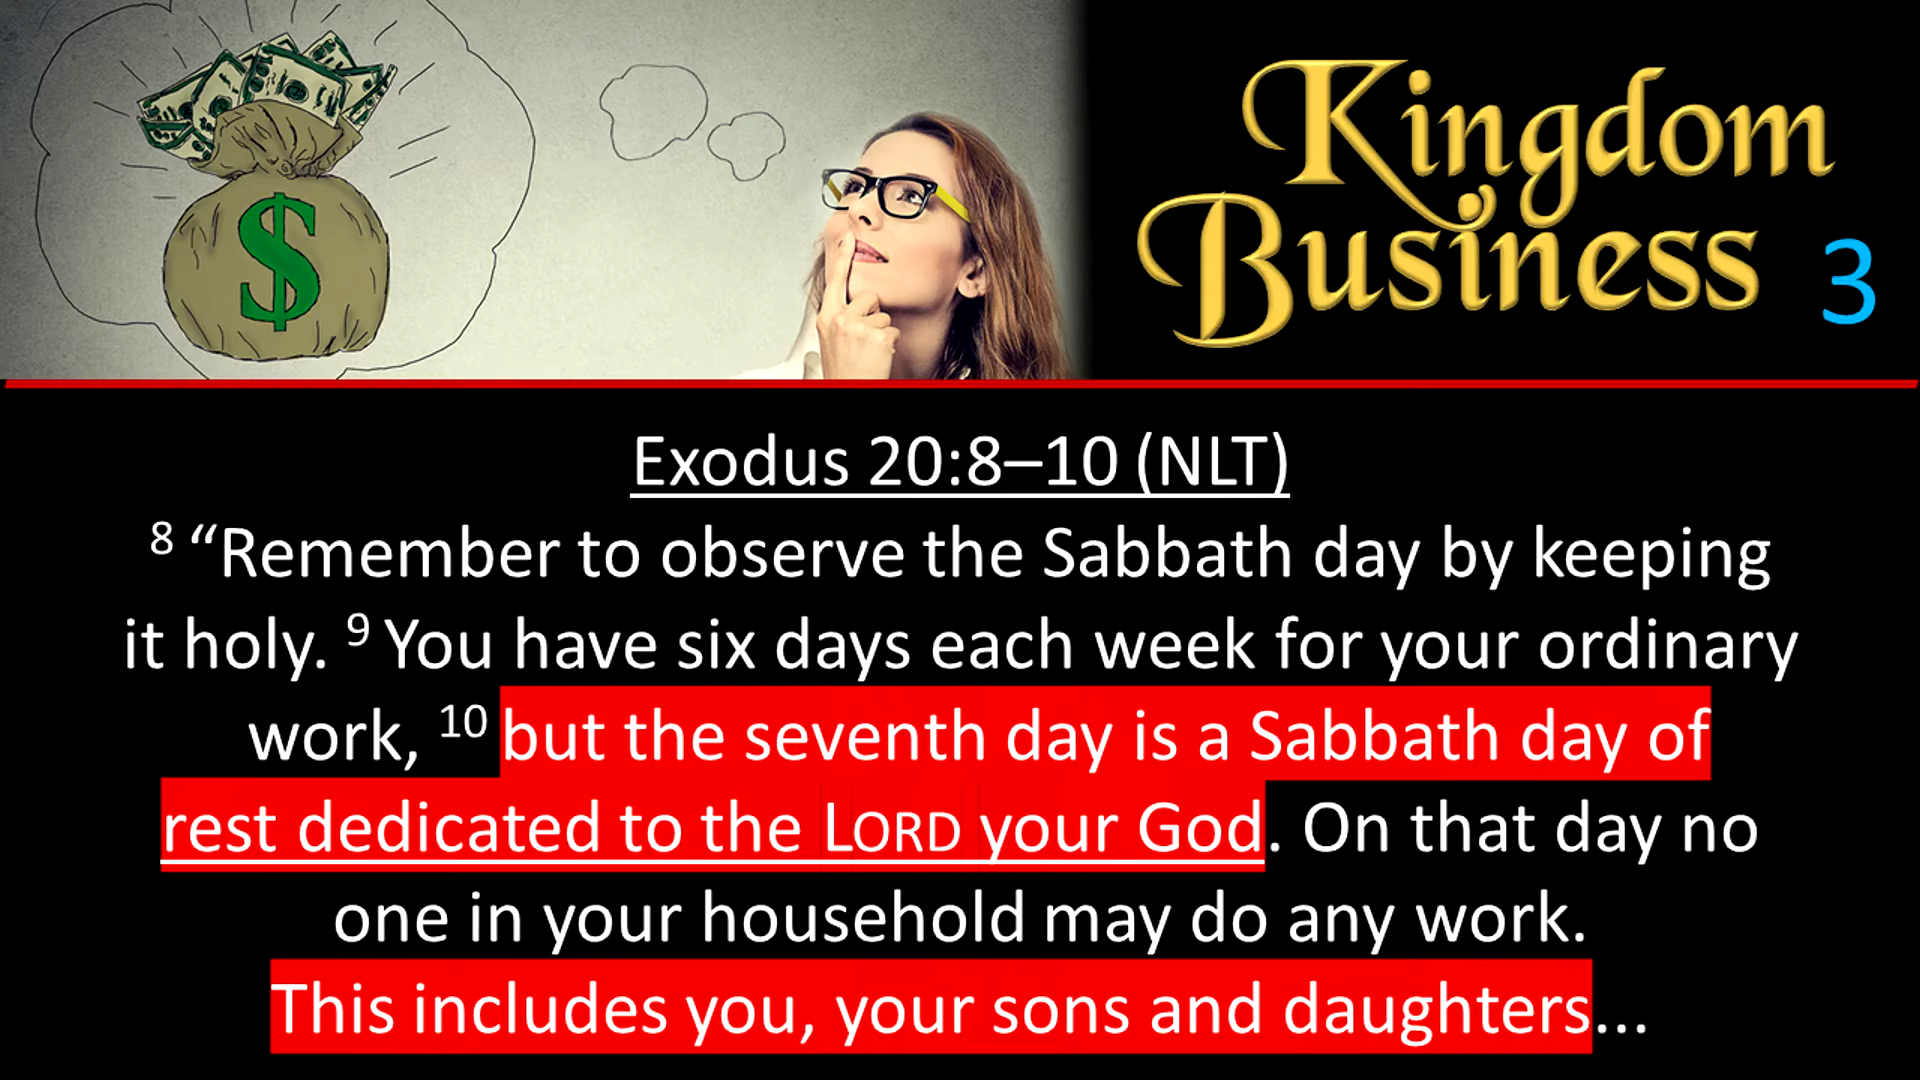 $
Kingdom
Business 3
Exodus 20:8–10 (NLT)
8 “Remember to observe the Sabbath day by keeping
it holy. 9 You have six days each week for your ordinary
work, 10 but the seventh day is a Sabbath day of
rest dedicated to the LORD your God. On that day no
one in your household may do any work.
This includes you, your sons and daughters...